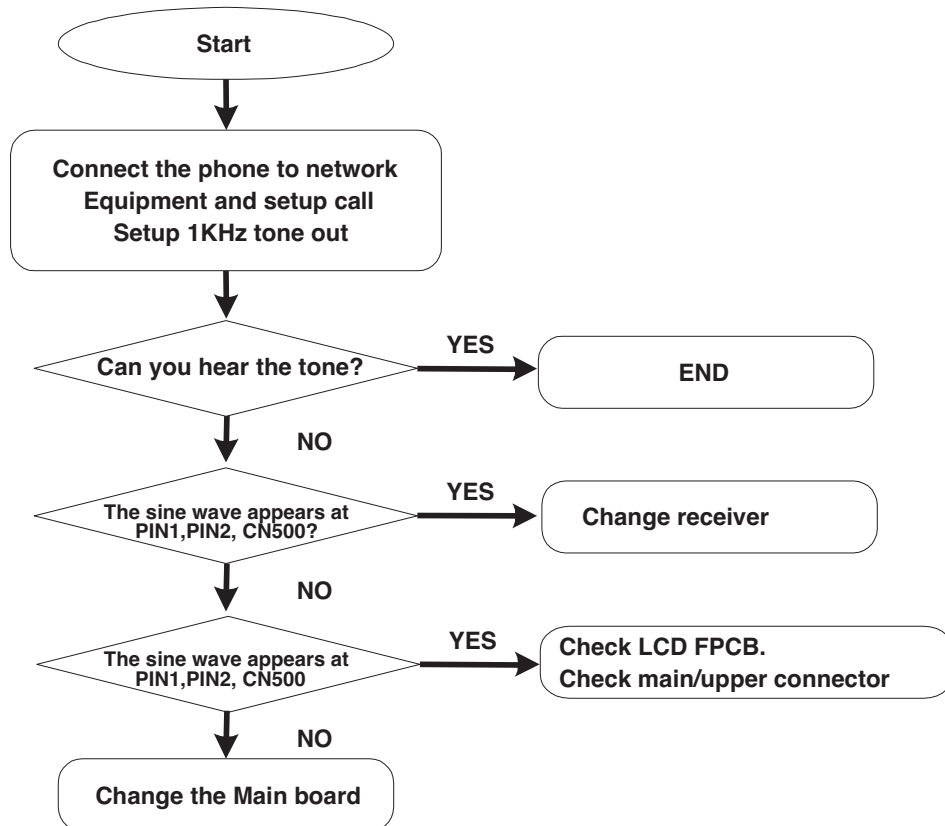 Start
Connect the phone to network
Equipment and setup call
Setup 1KHz tone out
Can you hear the tone?
YES
END
NO
The sine wave appears at
PIN1,PIN2, CN500?
YES
Change receiver
NO
The sine wave appears at
PIN1,PIN2, CN500
YES
Check LCD FPCB.
Check main/upper connector
NO
Change the Main board